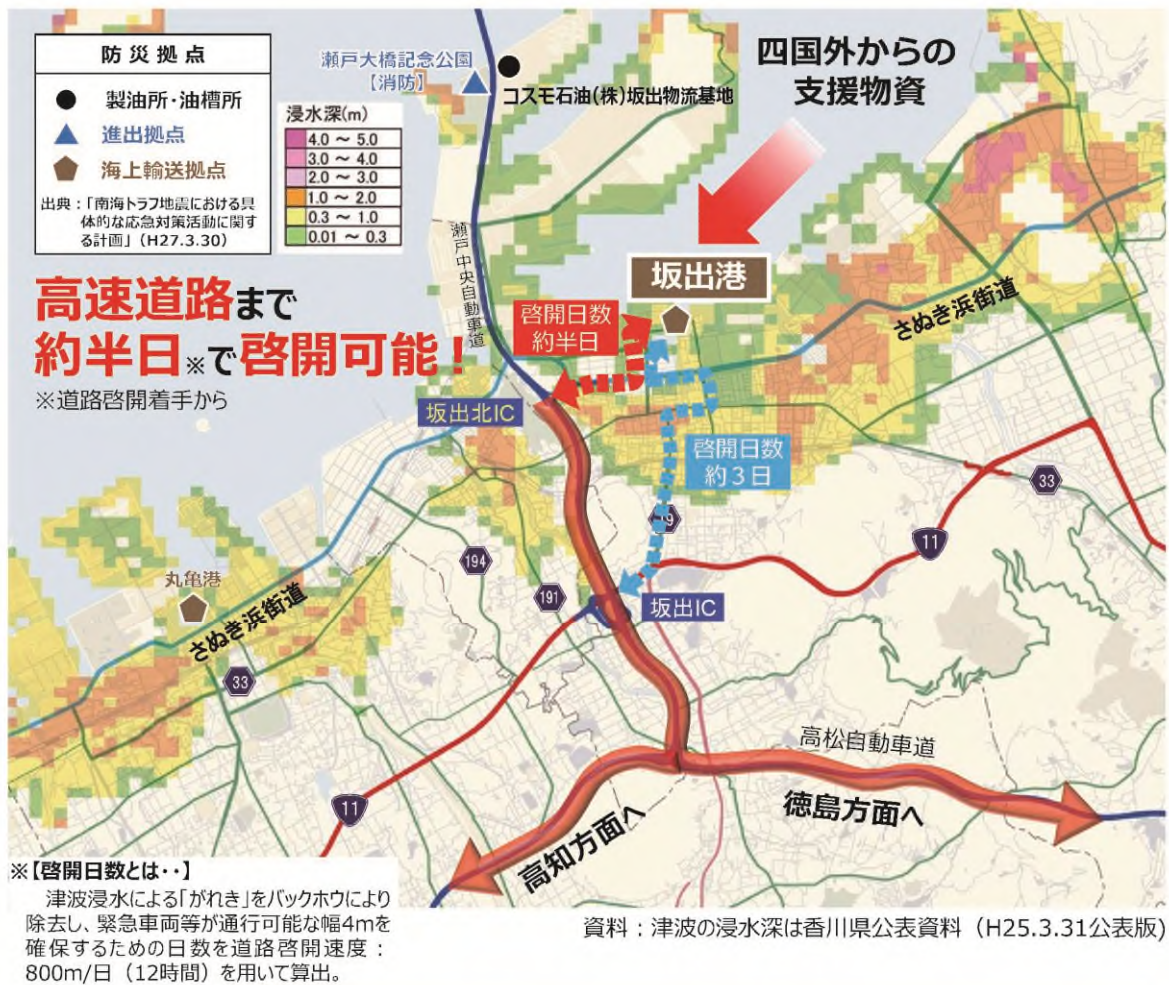 防災拠点
製油所・油槽所
進出拠点
海上輸送拠点
出典：「南海トラフ地震における具
体的な応急対策活動に関す
る計画」（H27.3.30）
浸水深(m)
4.0 ～ 5.0
3.0 ～ 4.0
2.0 ～ 3.0
1.0 ～ 2.0
0.3 ～ 1.0
0.01 ～ 0.3
瀬戸大橋記念公園
【消防】
コスモ石油(株)坂出物流基地
四国外からの
支援物資
瀬戸中央自動車道
坂出港
さぬき浜街道
高速道路まで
約半日※で啓開可能！
※道路啓開着手から
啓開日数
約半日
坂出北IC
啓開日数
約３日
33
11
19
194
191
坂出IC
丸亀港
さぬき浜街道
33
11
高松自動車道
高知方面へ
徳島方面へ
※【啓開日数とは‥】
津波浸水による「がれき」をバックホウにより
除去し、緊急車両等が通行可能な幅4mを
確保するための日数を道路啓開速度：
800m/日（12時間）を用いて算出。
資料：津波の浸水深は香川県公表資料（H25.3.31公表版）